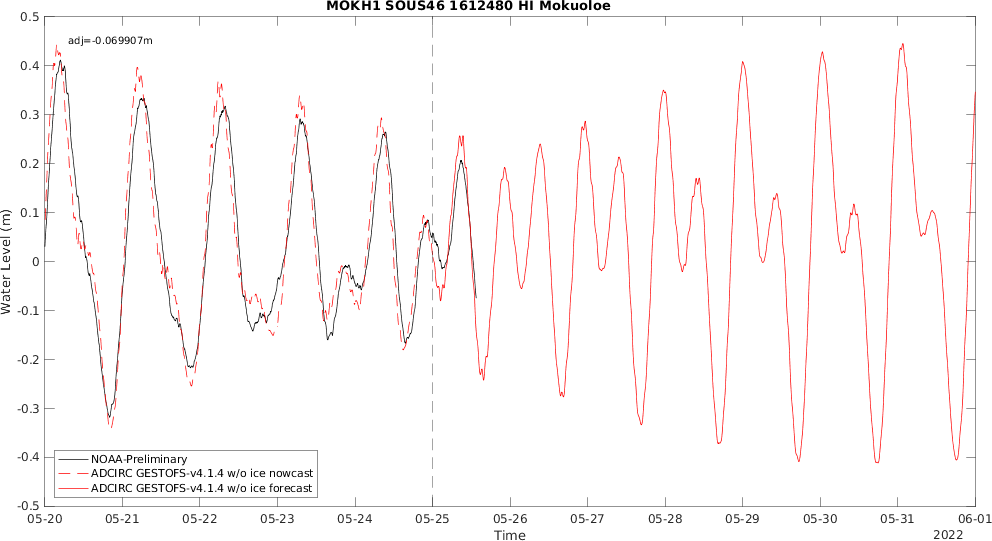 MOKH1 SOUS46 1612480 HI Mokuoloe
adj=-0.069907m
Water Level (m)
0.5
0.4
0.3
0.2
0.1
0
-0.1
-0.2
-0.3
-0.4
-0.5
NOAA-Preliminary
ADCIRC GESTOFS-v4.1.4 w/o ice nowcast
ADCIRC GESTOFS-v4.1.4 w/o ice forecast
05-20 05-21 05-22 05-23 05-24 05-25 05-26 05-27 05-28 05-29 05-30 05-31 06-01
Time
2022